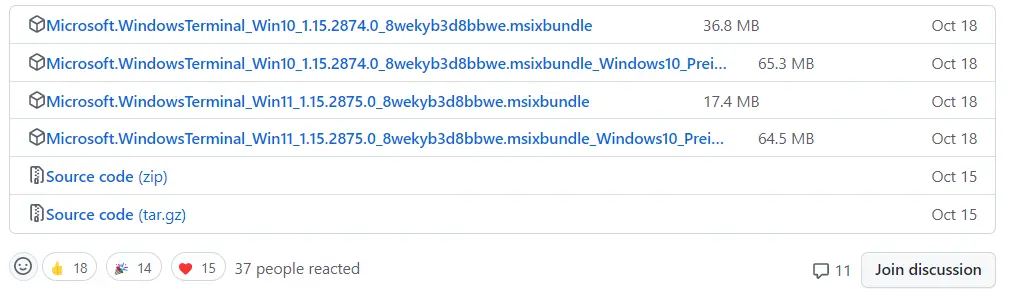 Microsoft.WindowsTerminal_Win10_1.15.2874.0_8wekyb3d8bbwe.msixbundle 36.8 MB Oct 18
Microsoft.WindowsTerminal_Win10_1.15.2874.0_8wekyb3d8bbwe.msixbundle_Windows10_Prei... 65.3 MB Oct 18
Microsoft.WindowsTerminal_Win11_1.15.2875.0_8wekyb3d8bbwe.msixbundle 17.4 MB Oct 18
Microsoft.WindowsTerminal_Win11_1.15.2875.0_8wekyb3d8bbwe.msixbundle_Windows10_Prei... 64.5 MB Oct 18
Source code (zip) Oct 15
Source code (tar.gz) Oct 15
👍 18 🎉 14 ❤️ 15 37 people reacted 11 Join discussion